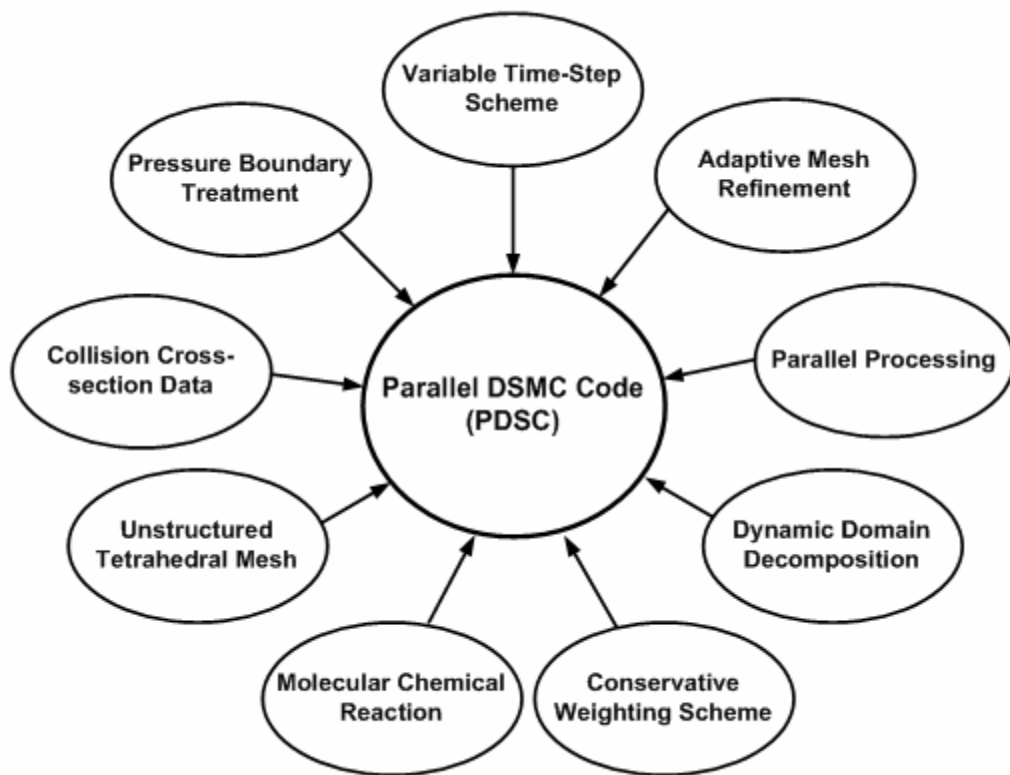 Variable Time-Step
Scheme
Pressure Boundary
Treatment
Adaptive Mesh
Refinement
Collision Cross-
section Data
Parallel DSMC Code
(PDSC)
Parallel Processing
Unstructured
Tetrahedral Mesh
Dynamic Domain
Decomposition
Molecular Chemical
Reaction
Conservative
Weighting Scheme